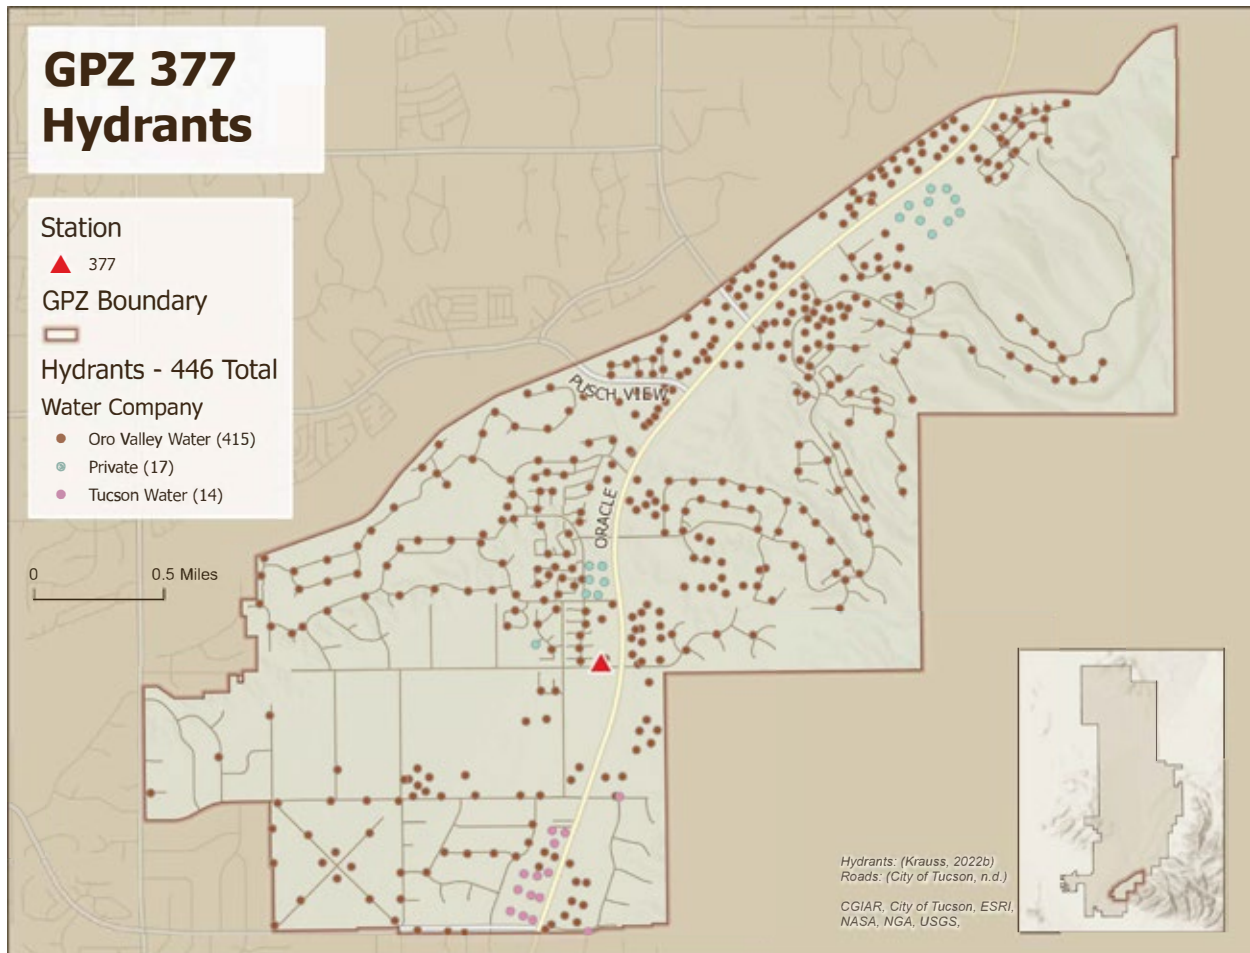 GPZ 377
Hydrants
Station
377
GPZ Boundary
Hydrants - 446 Total
Water Company
Oro Valley Water (415)
Private (17)
Tucson Water (14)
0 0.5 Miles
PUSCH VIEW
ORACLE
Hydrants: (Krauss, 2022b)
Roads: (City of Tucson, n.d.)
CGIAR, City of Tucson, ESRI,
NASA, NGA, USGS,